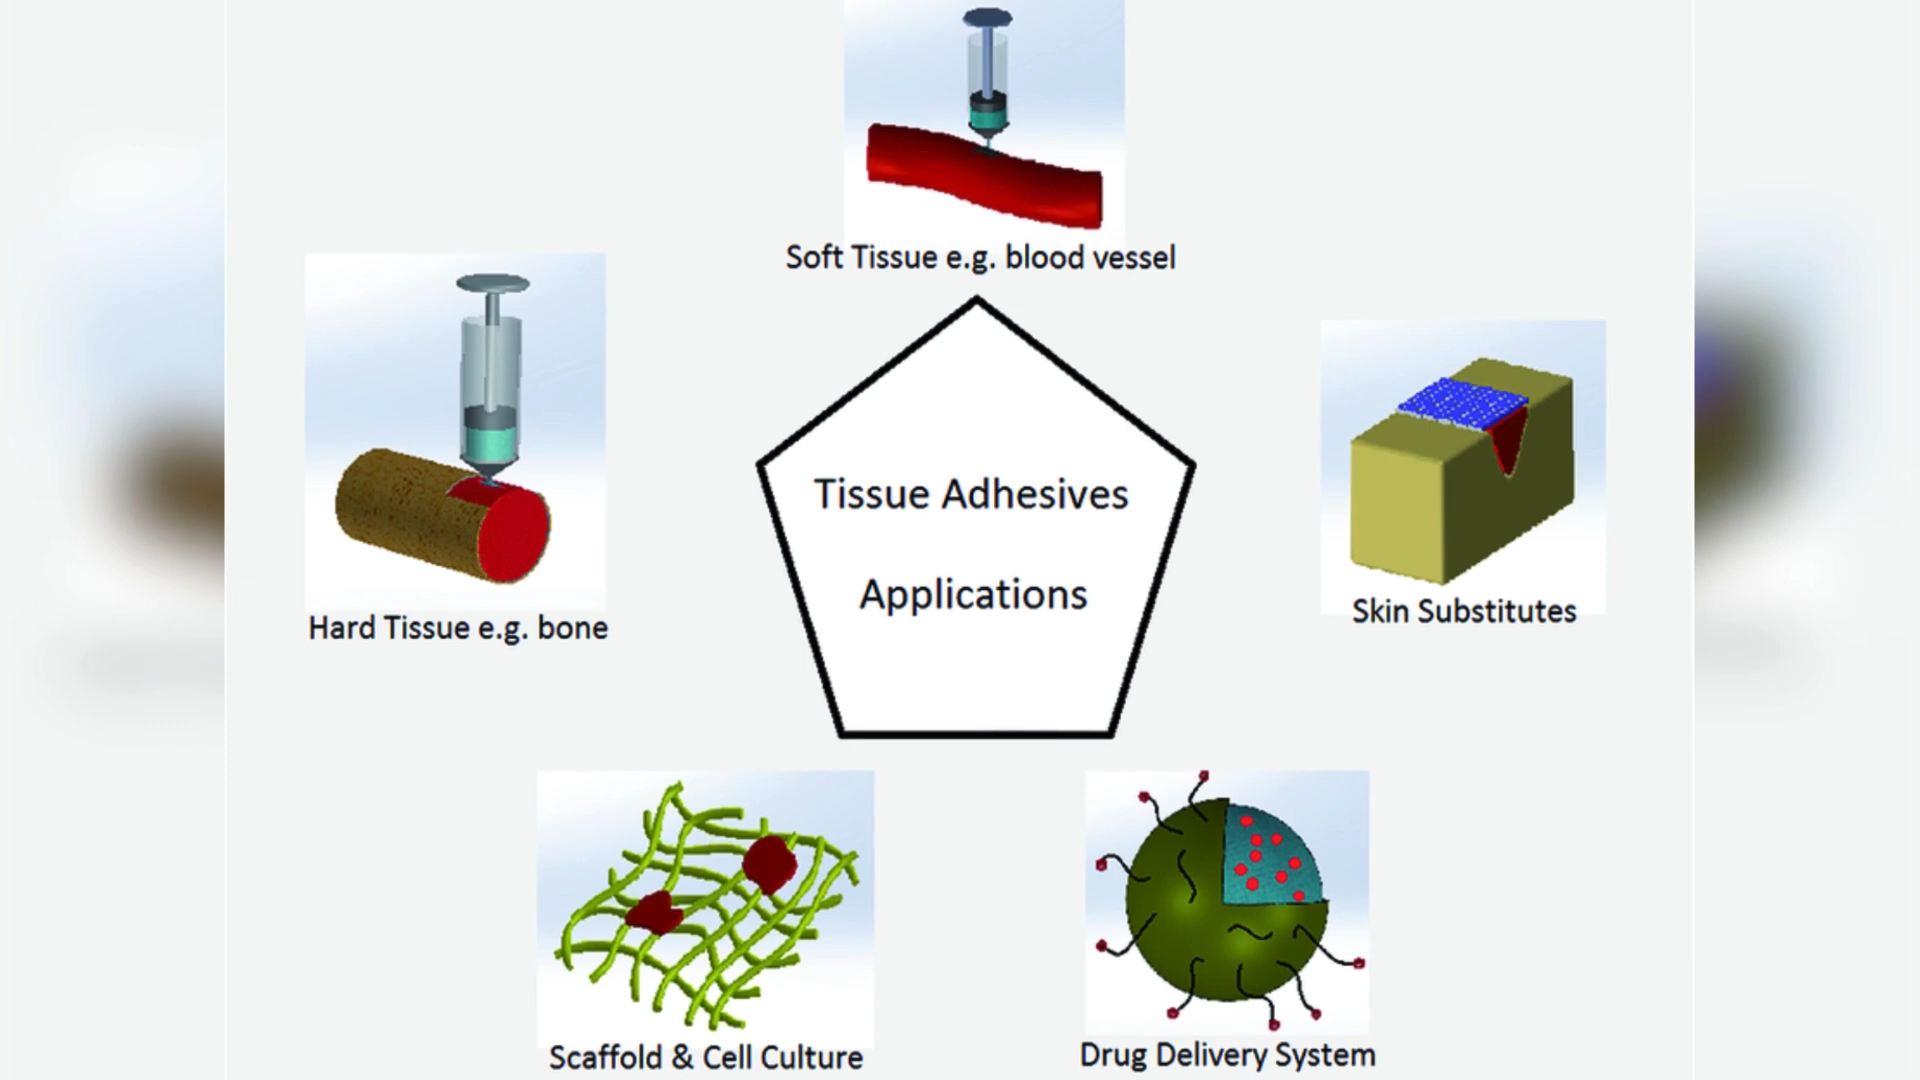 Soft Tissue e.g. blood vessel
Hard Tissue e.g. bone
Tissue Adhesives
Applications
Skin Substitutes
Scaffold & Cell Culture
Drug Delivery System